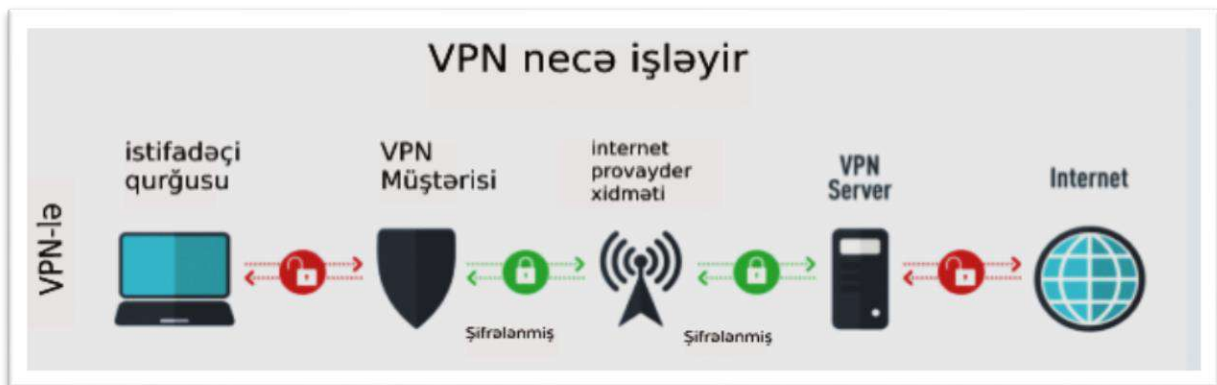 VPN necə işləyir
VPN-lə
istifadəçi
qurğusu
VPN
Müştərisi
internet
provayder
xidməti
VPN
Server
Internet
Şifrələnmiş
Şifrələnmiş